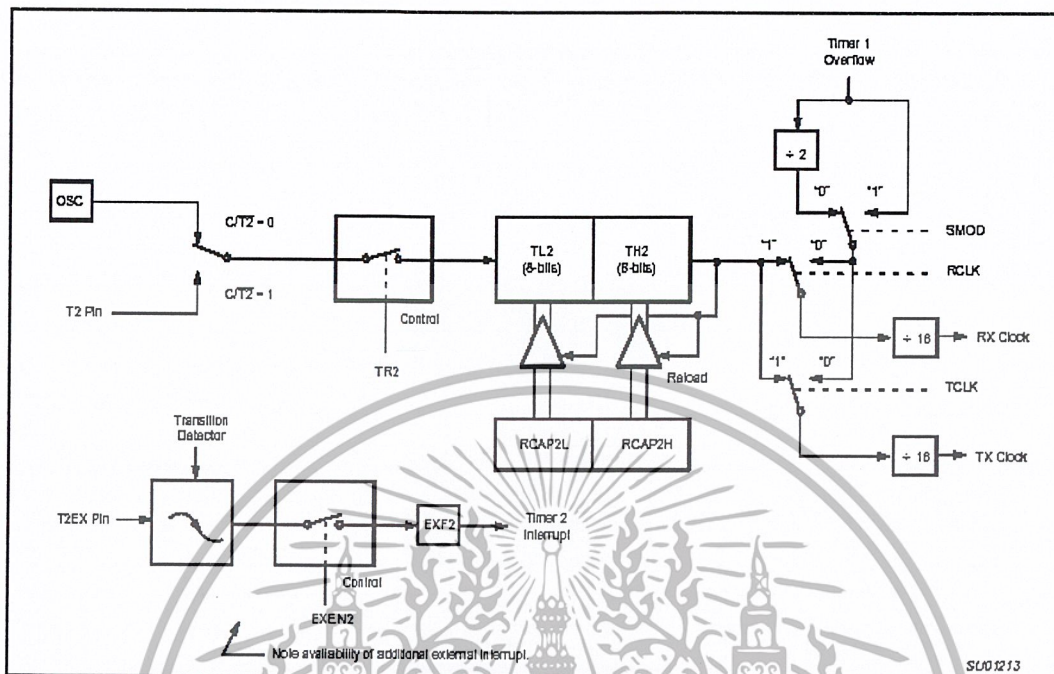 Timer 1
Overflow
÷ 2
"0"
"1"
OSC
C/T2 = 0
SMOD
TL2
(8-bits)
TH2
(8-bits)
"1"
"0"
RCLK
C/T2 = 1
T2 Pin
Control
÷ 16
RX Clock
TR2
Reload
"1"
"0"
TCLK
Transition
Detector
RCAP2L
RCAP2H
÷ 16
TX Clock
T2EX Pin
EXF2
Timer 2
Interrupt
Control
EXEN2
Note availability of additional external interrupt.
SU01213